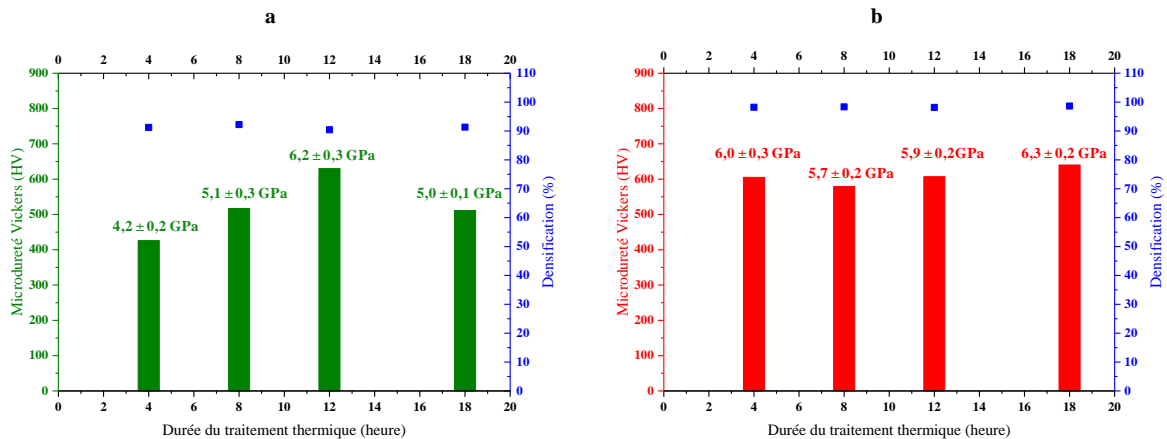 a
0 2 4 6 8 10 12 14 16 18 20
900
800
700
600
500
400
300
200
100
0
Microdureté Vickers (HV)
4,2 ± 0,2 GPa
5,1 ± 0,3 GPa
6,2 ± 0,3 GPa
5,0 ± 0,1 GPa
110
100
90
80
70
60
50
40
30
20
10
0
Densification (%)
0 2 4 6 8 10 12 14 16 18 20
Durée du traitement thermique (heure)
b
0 2 4 6 8 10 12 14 16 18 20
900
800
700
600
500
400
300
200
100
0
Microdureté Vickers (HV)
6,0 ± 0,3 GPa
5,7 ± 0,2 GPa
5,9 ± 0,2GPa
6,3 ± 0,2 GPa
110
100
90
80
70
60
50
40
30
20
10
0
Densification (%)
0 2 4 6 8 10 12 14 16 18 20
Durée du traitement thermique (heure)